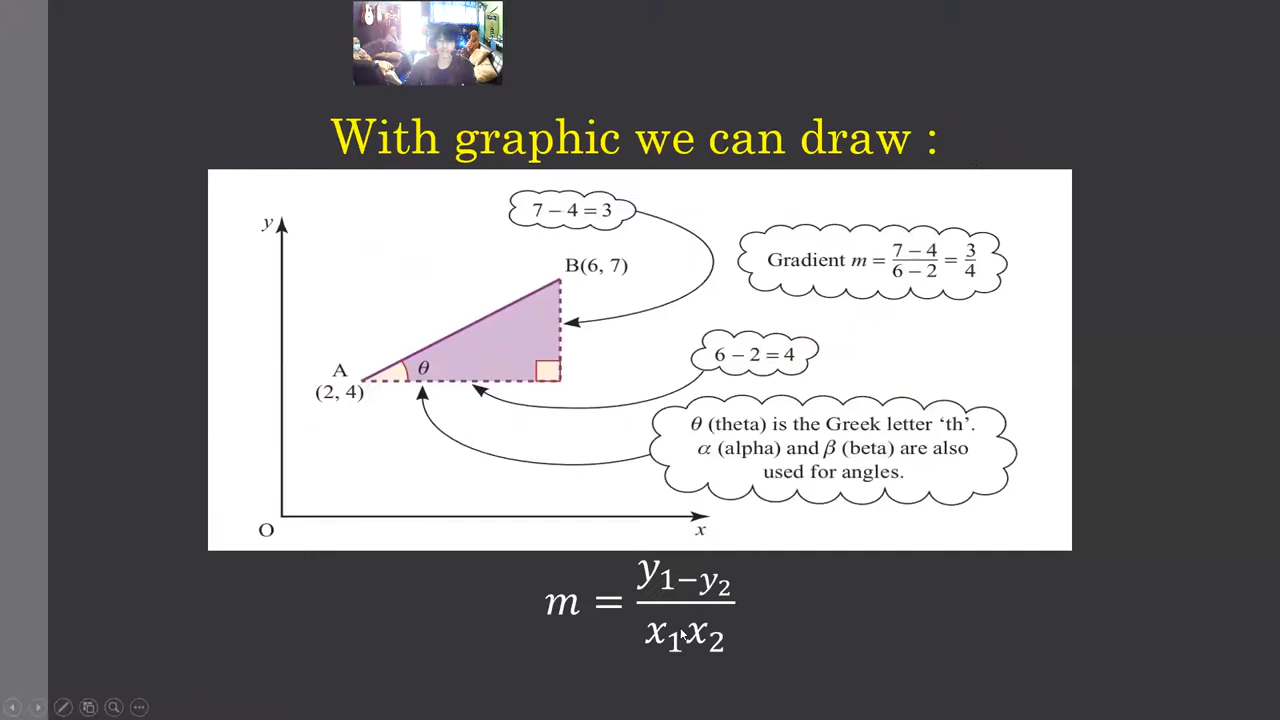 With graphic we can draw :
y
7 – 4 = 3
B(6, 7)
Gradient m = 7 – 4 / 6 – 2 = 3 / 4
6 – 2 = 4
A
(2, 4)
θ
θ (theta) is the Greek letter ‘th’.
α (alpha) and β (beta) are also
used for angles.
O
x
m = y₁₋y₂ / x₁x₂